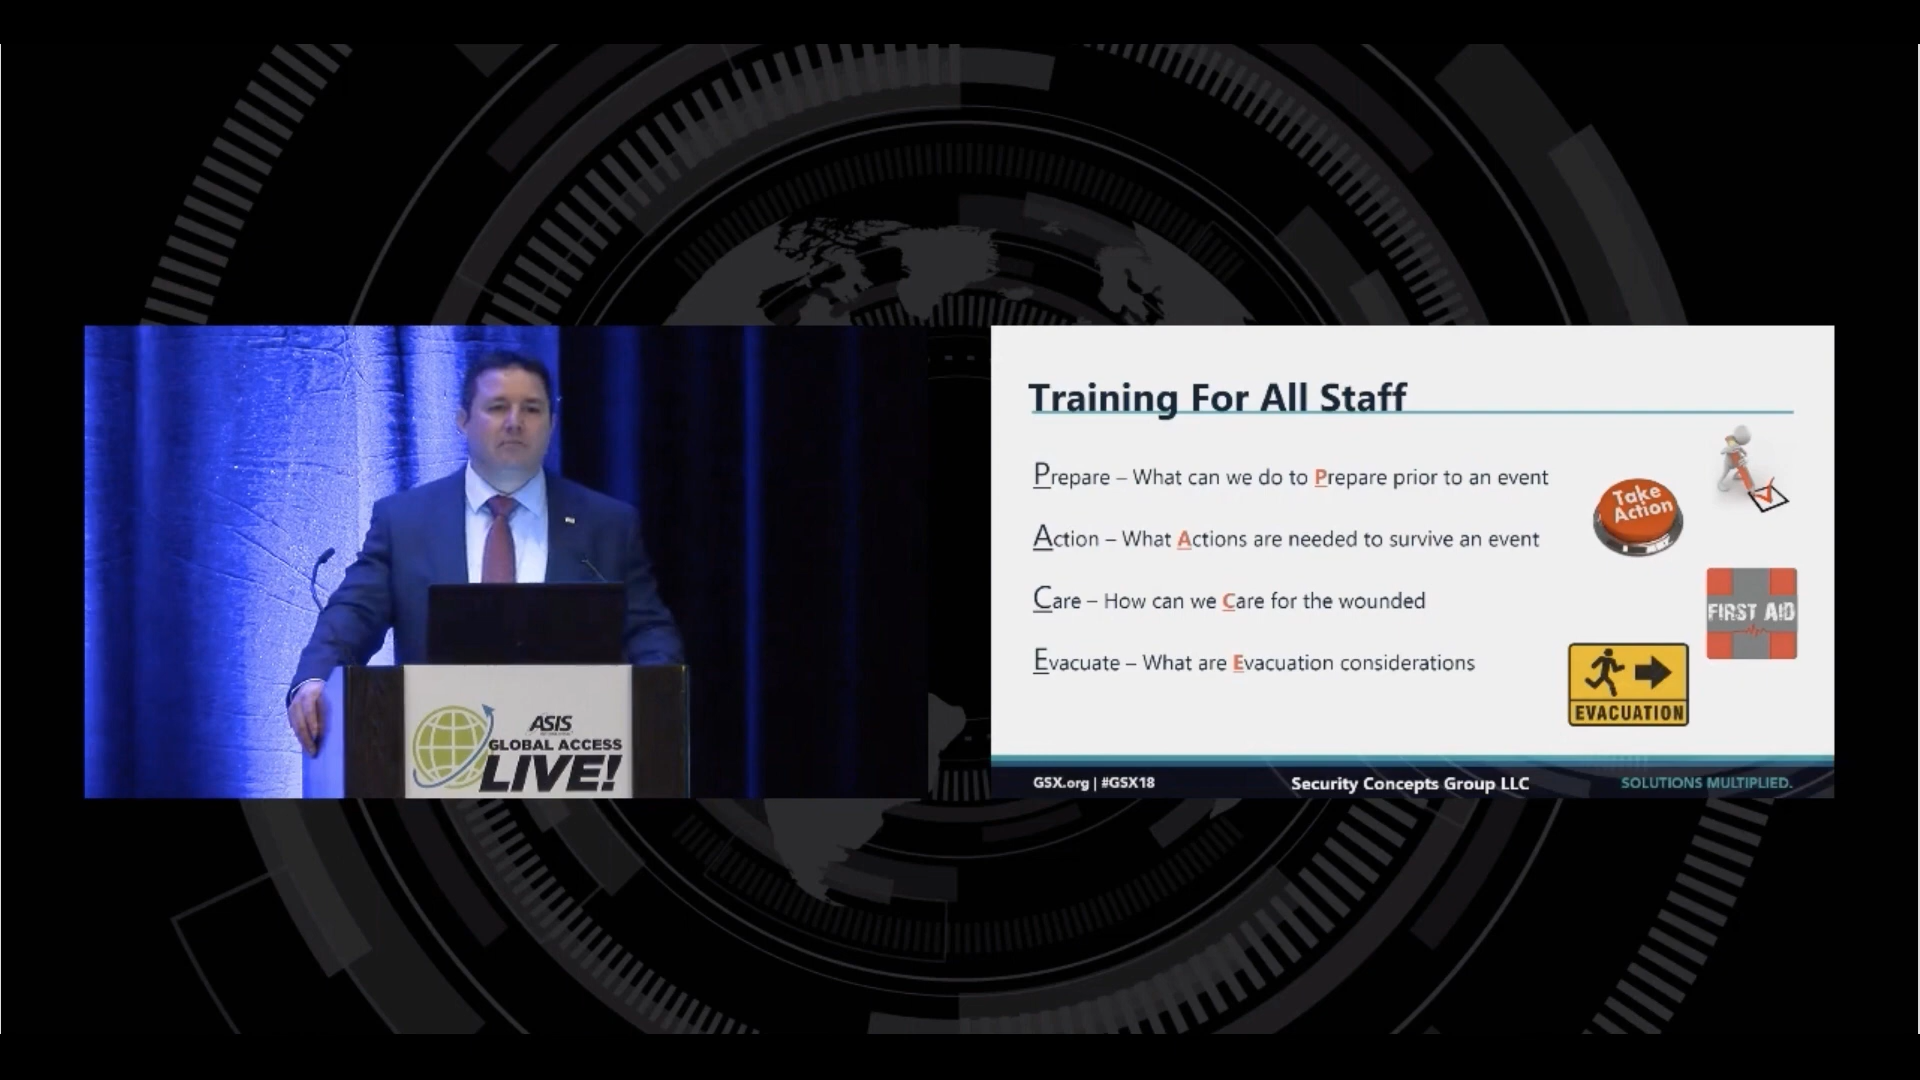 ASIS
GLOBAL ACCESS
LIVE!
Training For All Staff
Prepare – What can we do to Prepare prior to an event
Action – What Actions are needed to survive an event
Care – How can we Care for the wounded
Evacuate – What are Evacuation considerations
Take
Action
FIRST AID
EVACUATION
GSX.org | #GSX18
Security Concepts Group LLC
SOLUTIONS MULTIPLIED.